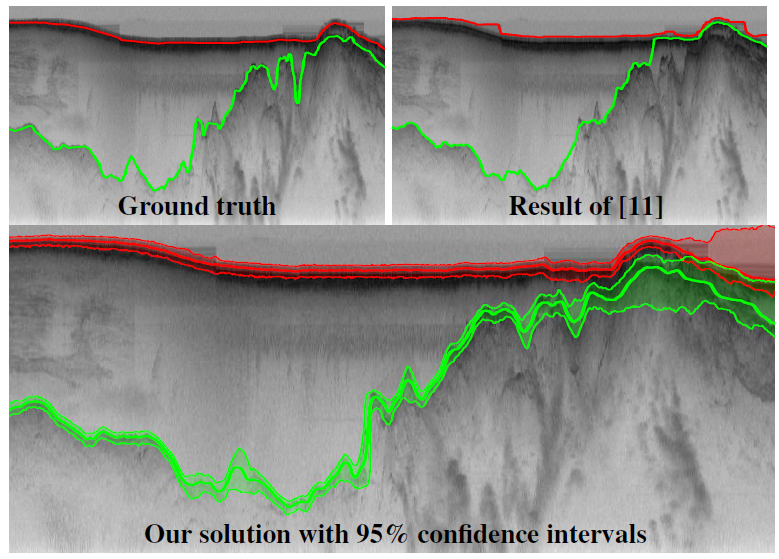 Ground truth
Result of [11]
Our solution with 95% confidence intervals